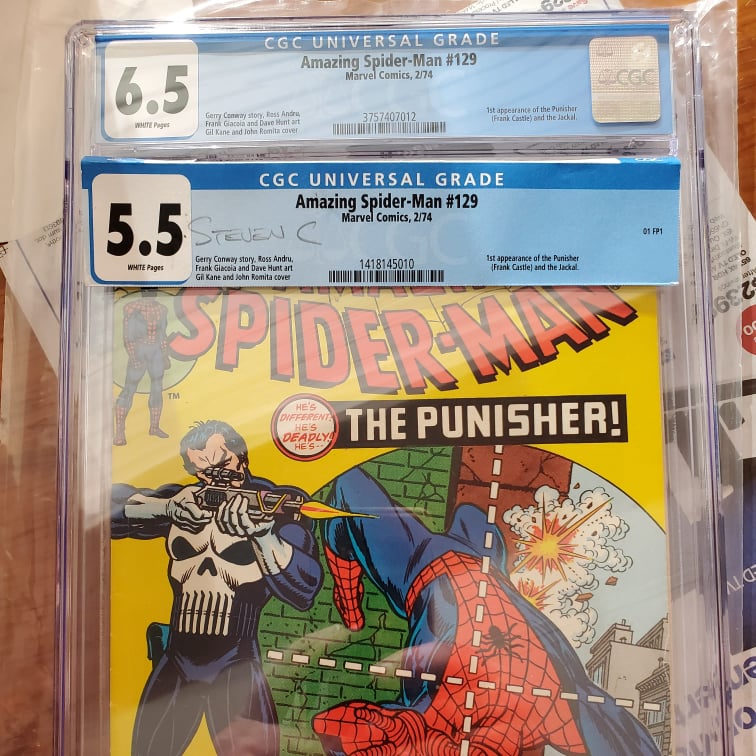 CGC UNIVERSAL GRADE
Amazing Spider-Man #129
Marvel Comics, 2/74
6.5
WHITE Pages
Gerry Conway story, Ross Andru,
Frank Giacoia and Dave Hunt art
Gil Kane and John Romita cover
3757407012
1st appearance of the Punisher
(Frank Castle) and the Jackal.
CGC
CGC UNIVERSAL GRADE
Amazing Spider-Man #129
Marvel Comics, 2/74
5.5
STEVEN C
WHITE Pages
Gerry Conway story, Ross Andru,
Frank Giacoia and Dave Hunt art
Gil Kane and John Romita cover
1418145010
01 FP1
1st appearance of the Punisher
(Frank Castle) and the Jackal.
SPIDER-MAN
TM
HE'S
DIFFERENT!
HE'S
DEADLY!
HE'S--
THE PUNISHER!